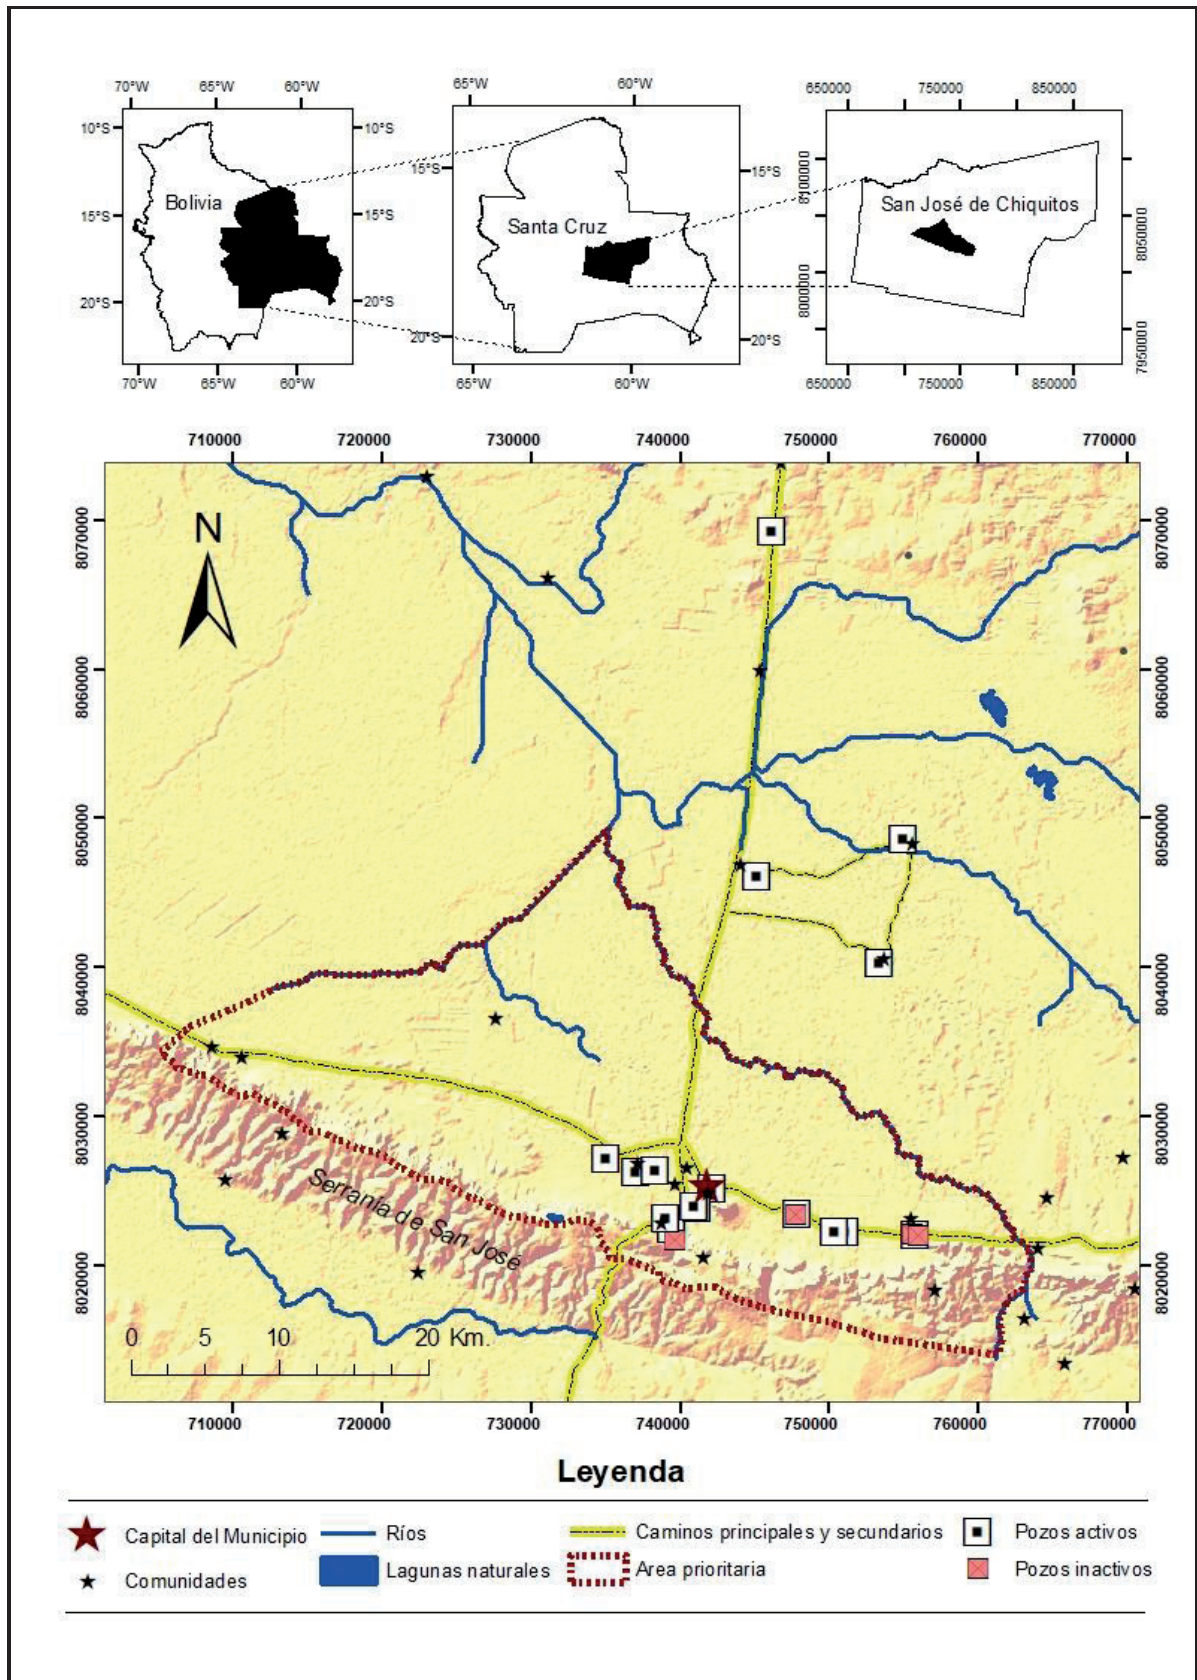 70°W 65°W 60°W
65°W 60°W
650000 750000 850000
10°S 10°S
15°S 15°S
20°S 20°S
Bolivia
70°W 65°W 60°W
15°S 15°S
20°S 20°S
Santa Cruz
65°W 60°W
8100000 8050000
8000000 7950000
San José de Chiquitos
650000 750000 850000
710000 720000 730000 740000 750000 760000 770000
N
8070000 8070000
8060000 8060000
8050000 8050000
8040000 8040000
8030000 8030000
8020000 8020000
Serranía de San José
0 5 10 20 Km.
710000 720000 730000 740000 750000 760000 770000
Leyenda
Capital del Municipio
Comunidades
Ríos
Lagunas naturales
Caminos principales y secundarios
Area prioritaria
Pozos activos
Pozos inactivos